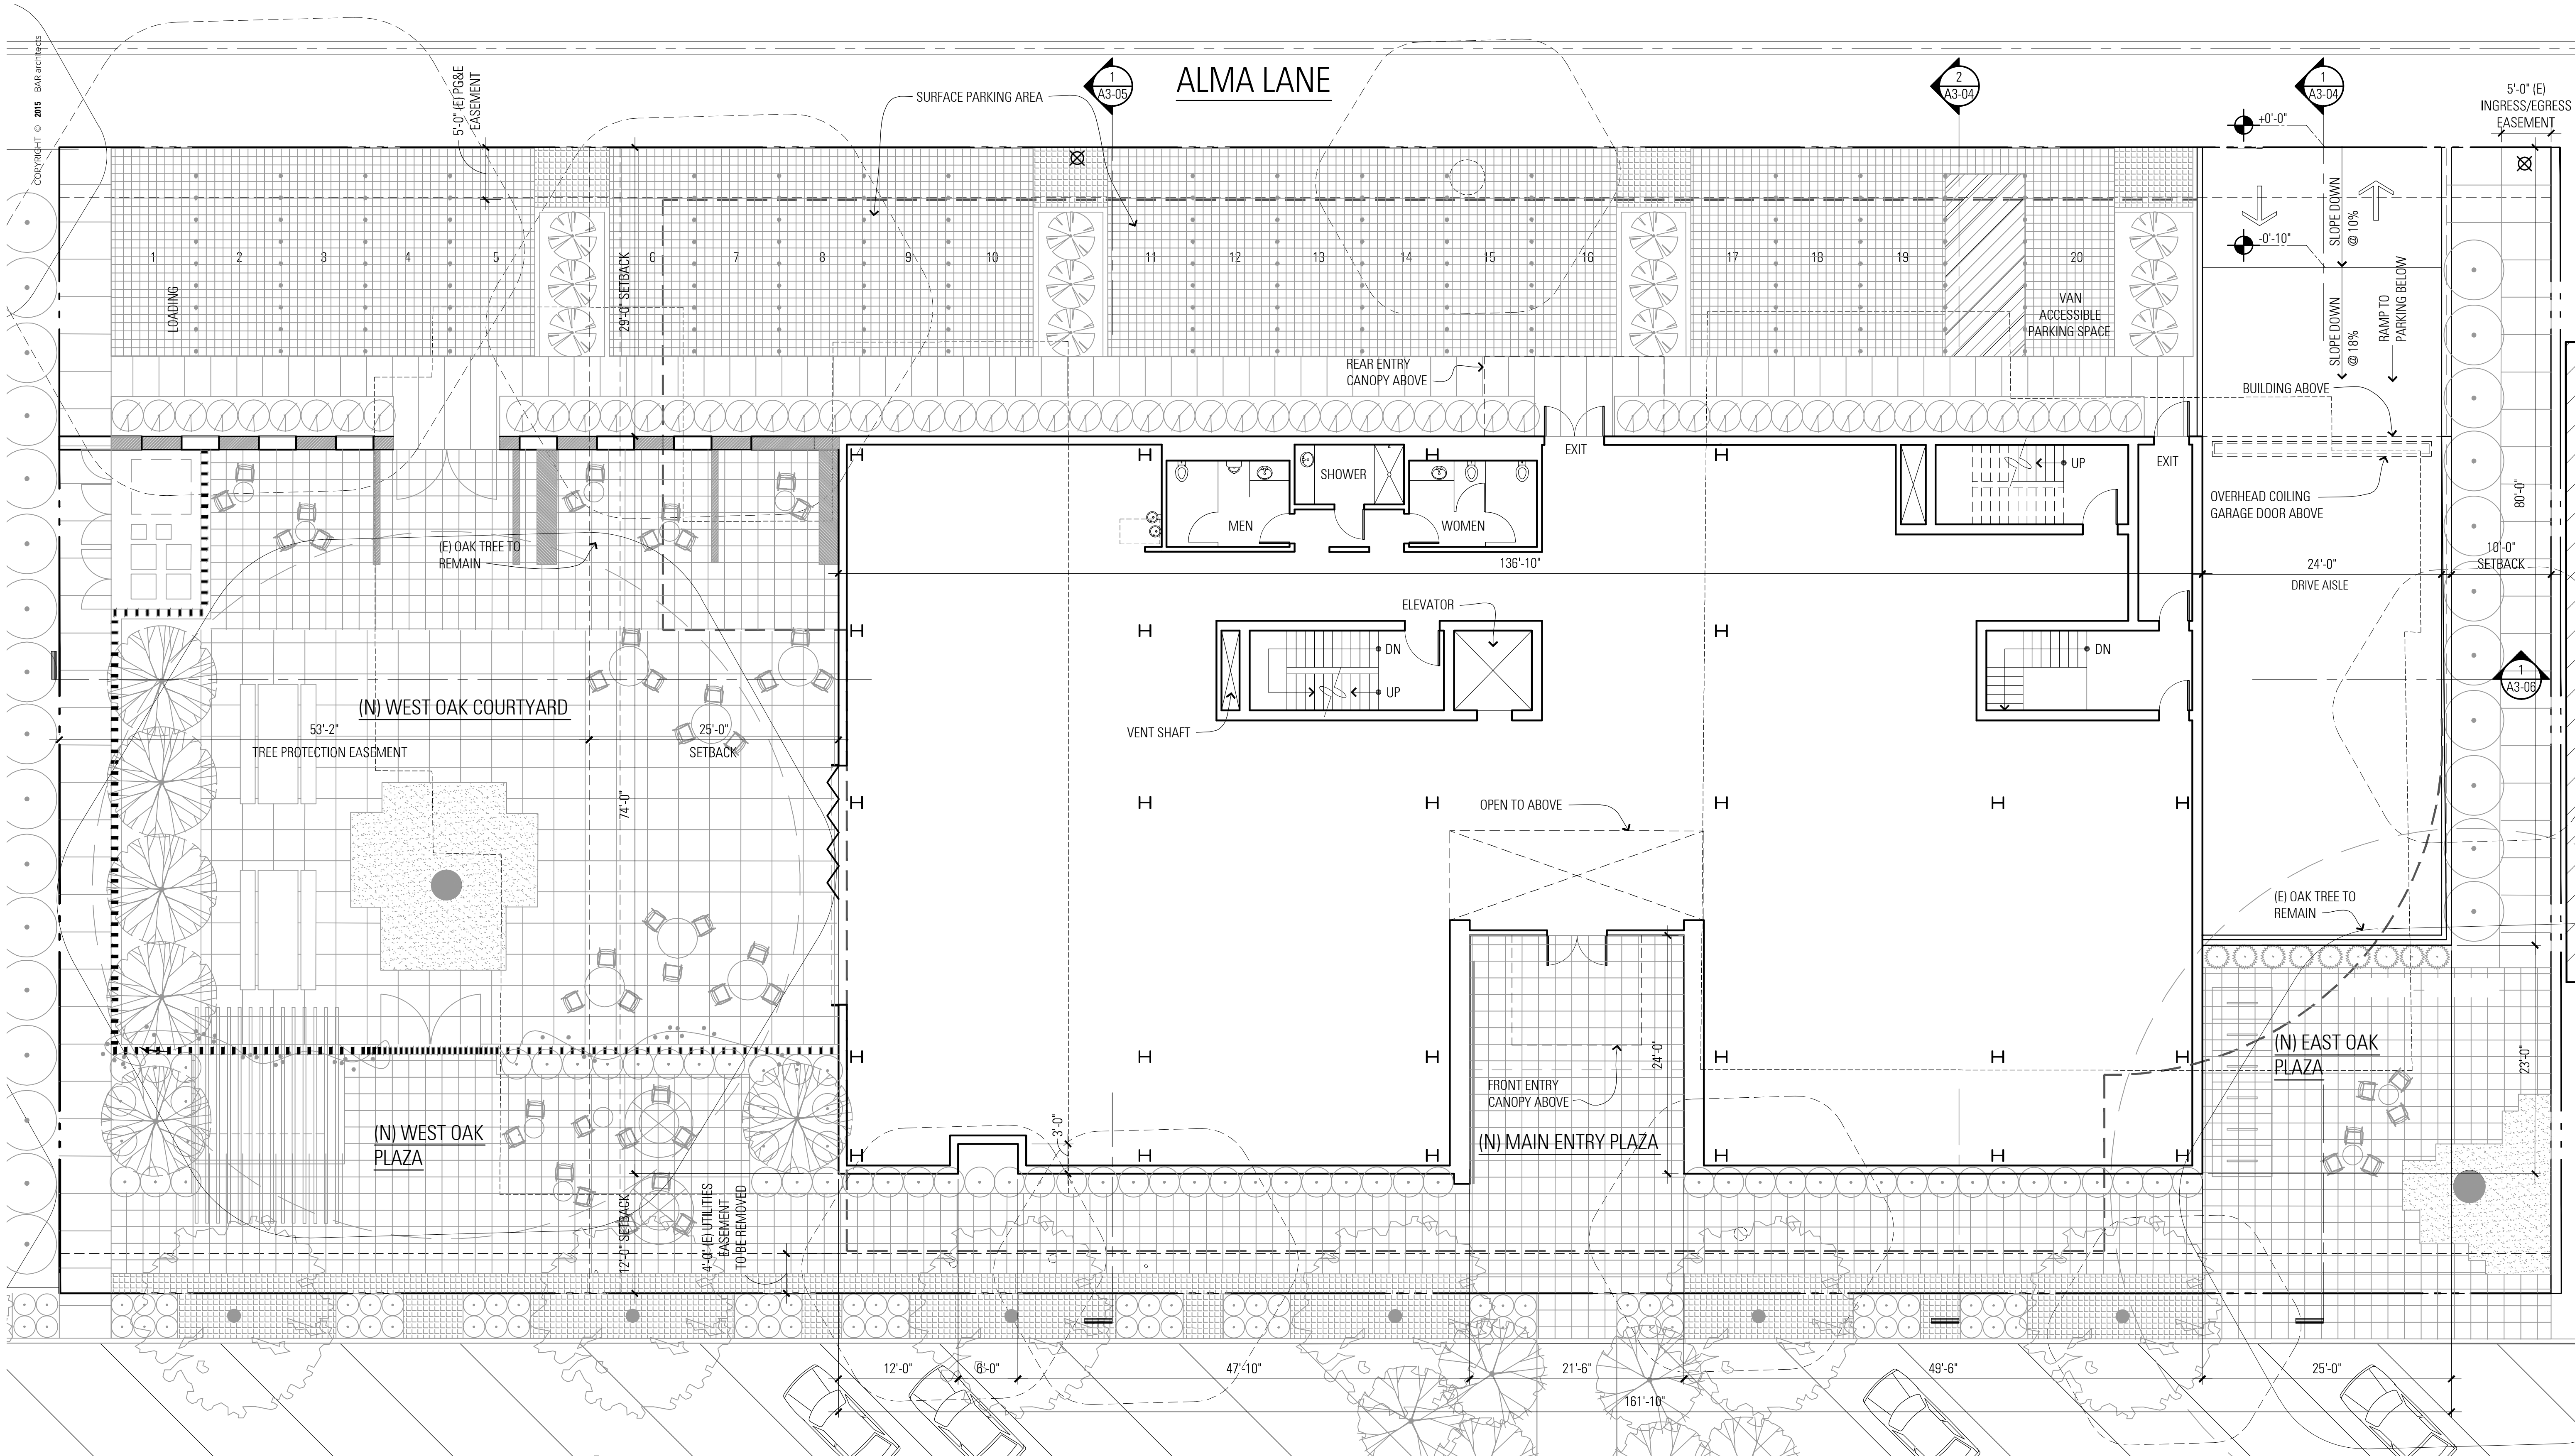 COPYRIGHT © 2015 BAR architects
5'-0" (E) PG&E
EASEMENT
SURFACE PARKING AREA
1
A3-05
ALMA LANE
2
A3-04
1
A3-04
5'-0" (E)
INGRESS/EGRESS
EASEMENT
+0'-0"
-0'-10"
SLOPE DOWN
@ 10%
SLOPE DOWN
@ 18%
RAMP TO
PARKING BELOW
1
2
3
4
5
6
7
8
9
10
11
12
13
14
15
16
17
18
19
20
LOADING
29'-0" SETBACK
VAN
ACCESSIBLE
PARKING SPACE
REAR ENTRY
CANOPY ABOVE
BUILDING ABOVE
EXIT
EXIT
SHOWER
MEN
WOMEN
UP
OVERHEAD COILING
GARAGE DOOR ABOVE
80'-0"
(E) OAK TREE TO
REMAIN
136'-10"
24'-0"
DRIVE AISLE
10'-0"
SETBACK
ELEVATOR
DN
UP
DN
VENT SHAFT
1
A3-06
(N) WEST OAK COURTYARD
53'-2"
TREE PROTECTION EASEMENT
25'-0"
SETBACK
74'-0"
OPEN TO ABOVE
(E) OAK TREE TO
REMAIN
24'-0"
(N) EAST OAK
PLAZA
23'-0"
FRONT ENTRY
CANOPY ABOVE
(N) WEST OAK
PLAZA
3'-0"
(N) MAIN ENTRY PLAZA
12'-0" SETBACK
4'-0" (E) UTILITIES
EASEMENT
TO BE REMOVED
12'-0"
6'-0"
47'-10"
21'-6"
49'-6"
25'-0"
161'-10"